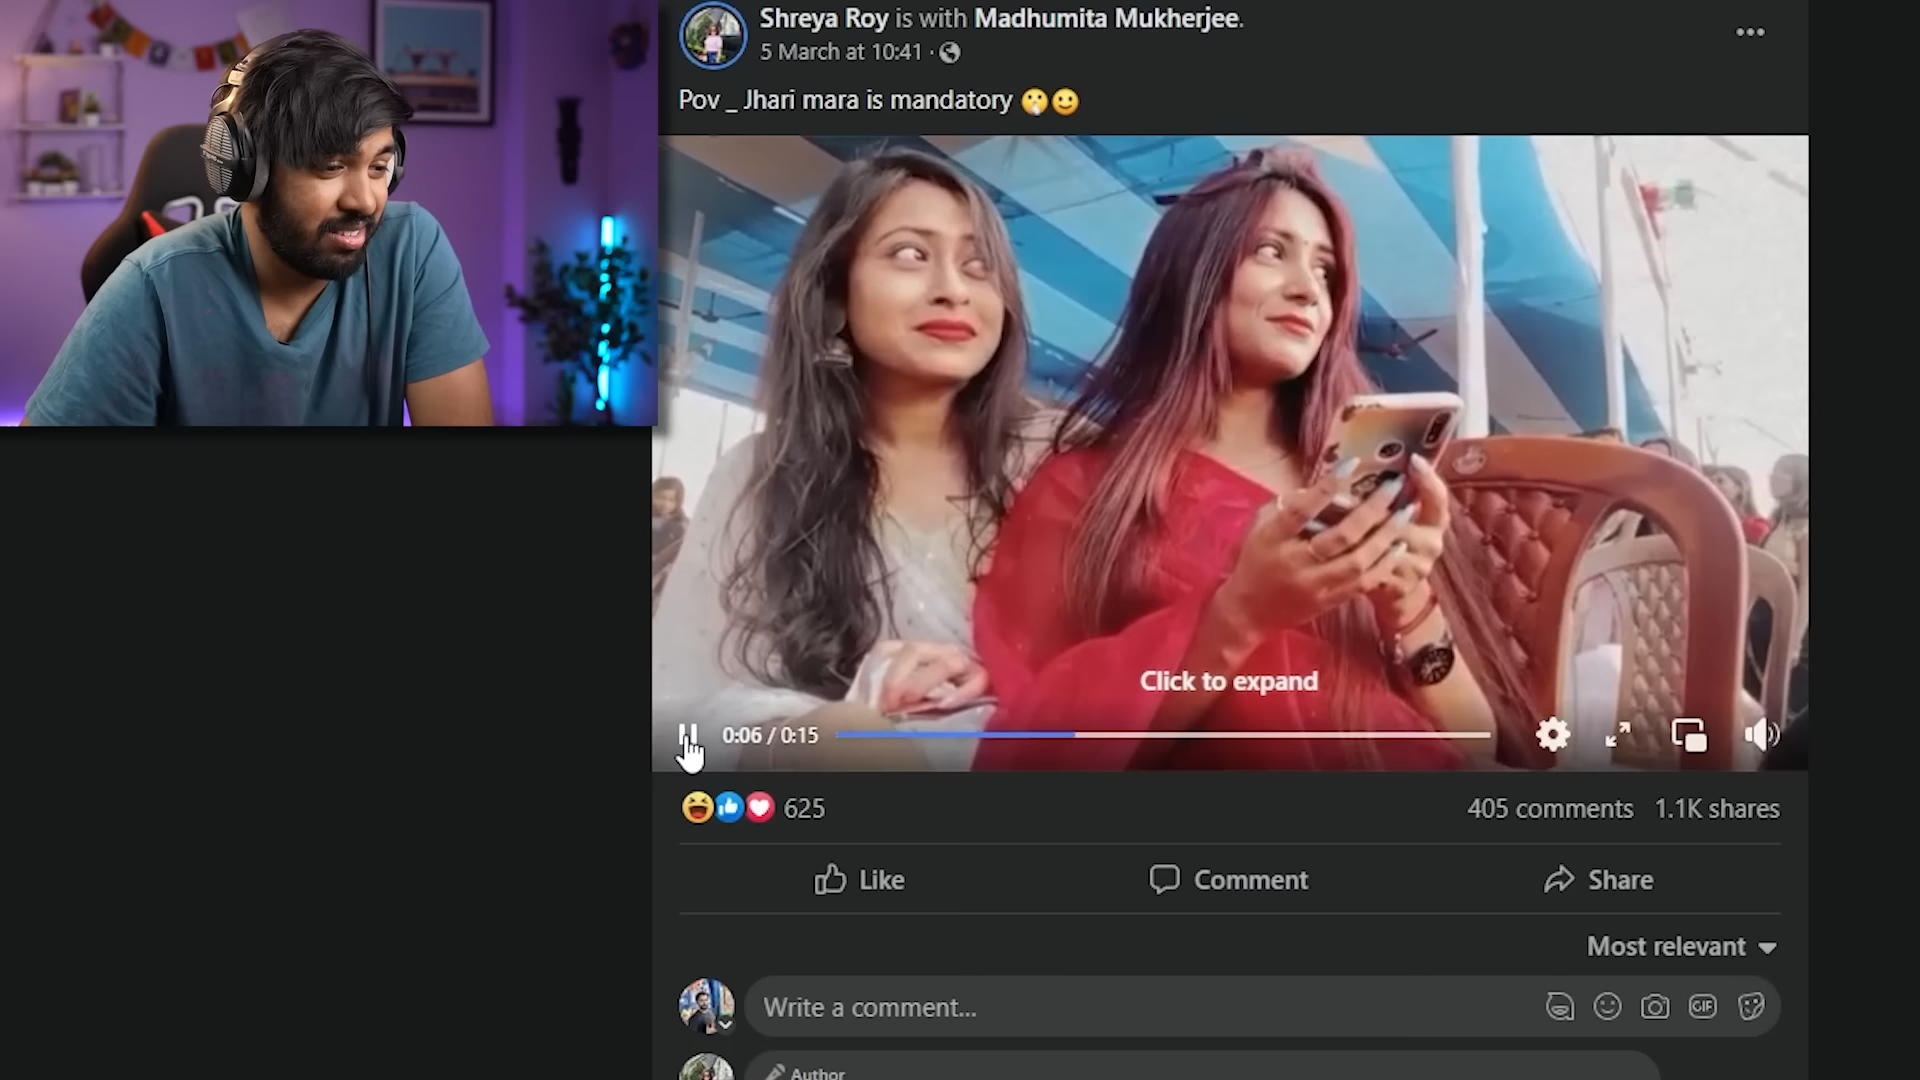 Shreya Roy is with Madhumita Mukherjee.
5 March at 10:41 ·
Pov _ Jhari mara is mandatory 🤫🙂
Click to expand
0:06 / 0:15
625
405 comments 1.1K shares
Like Comment Share
Most relevant
Write a comment...
GIF
Author